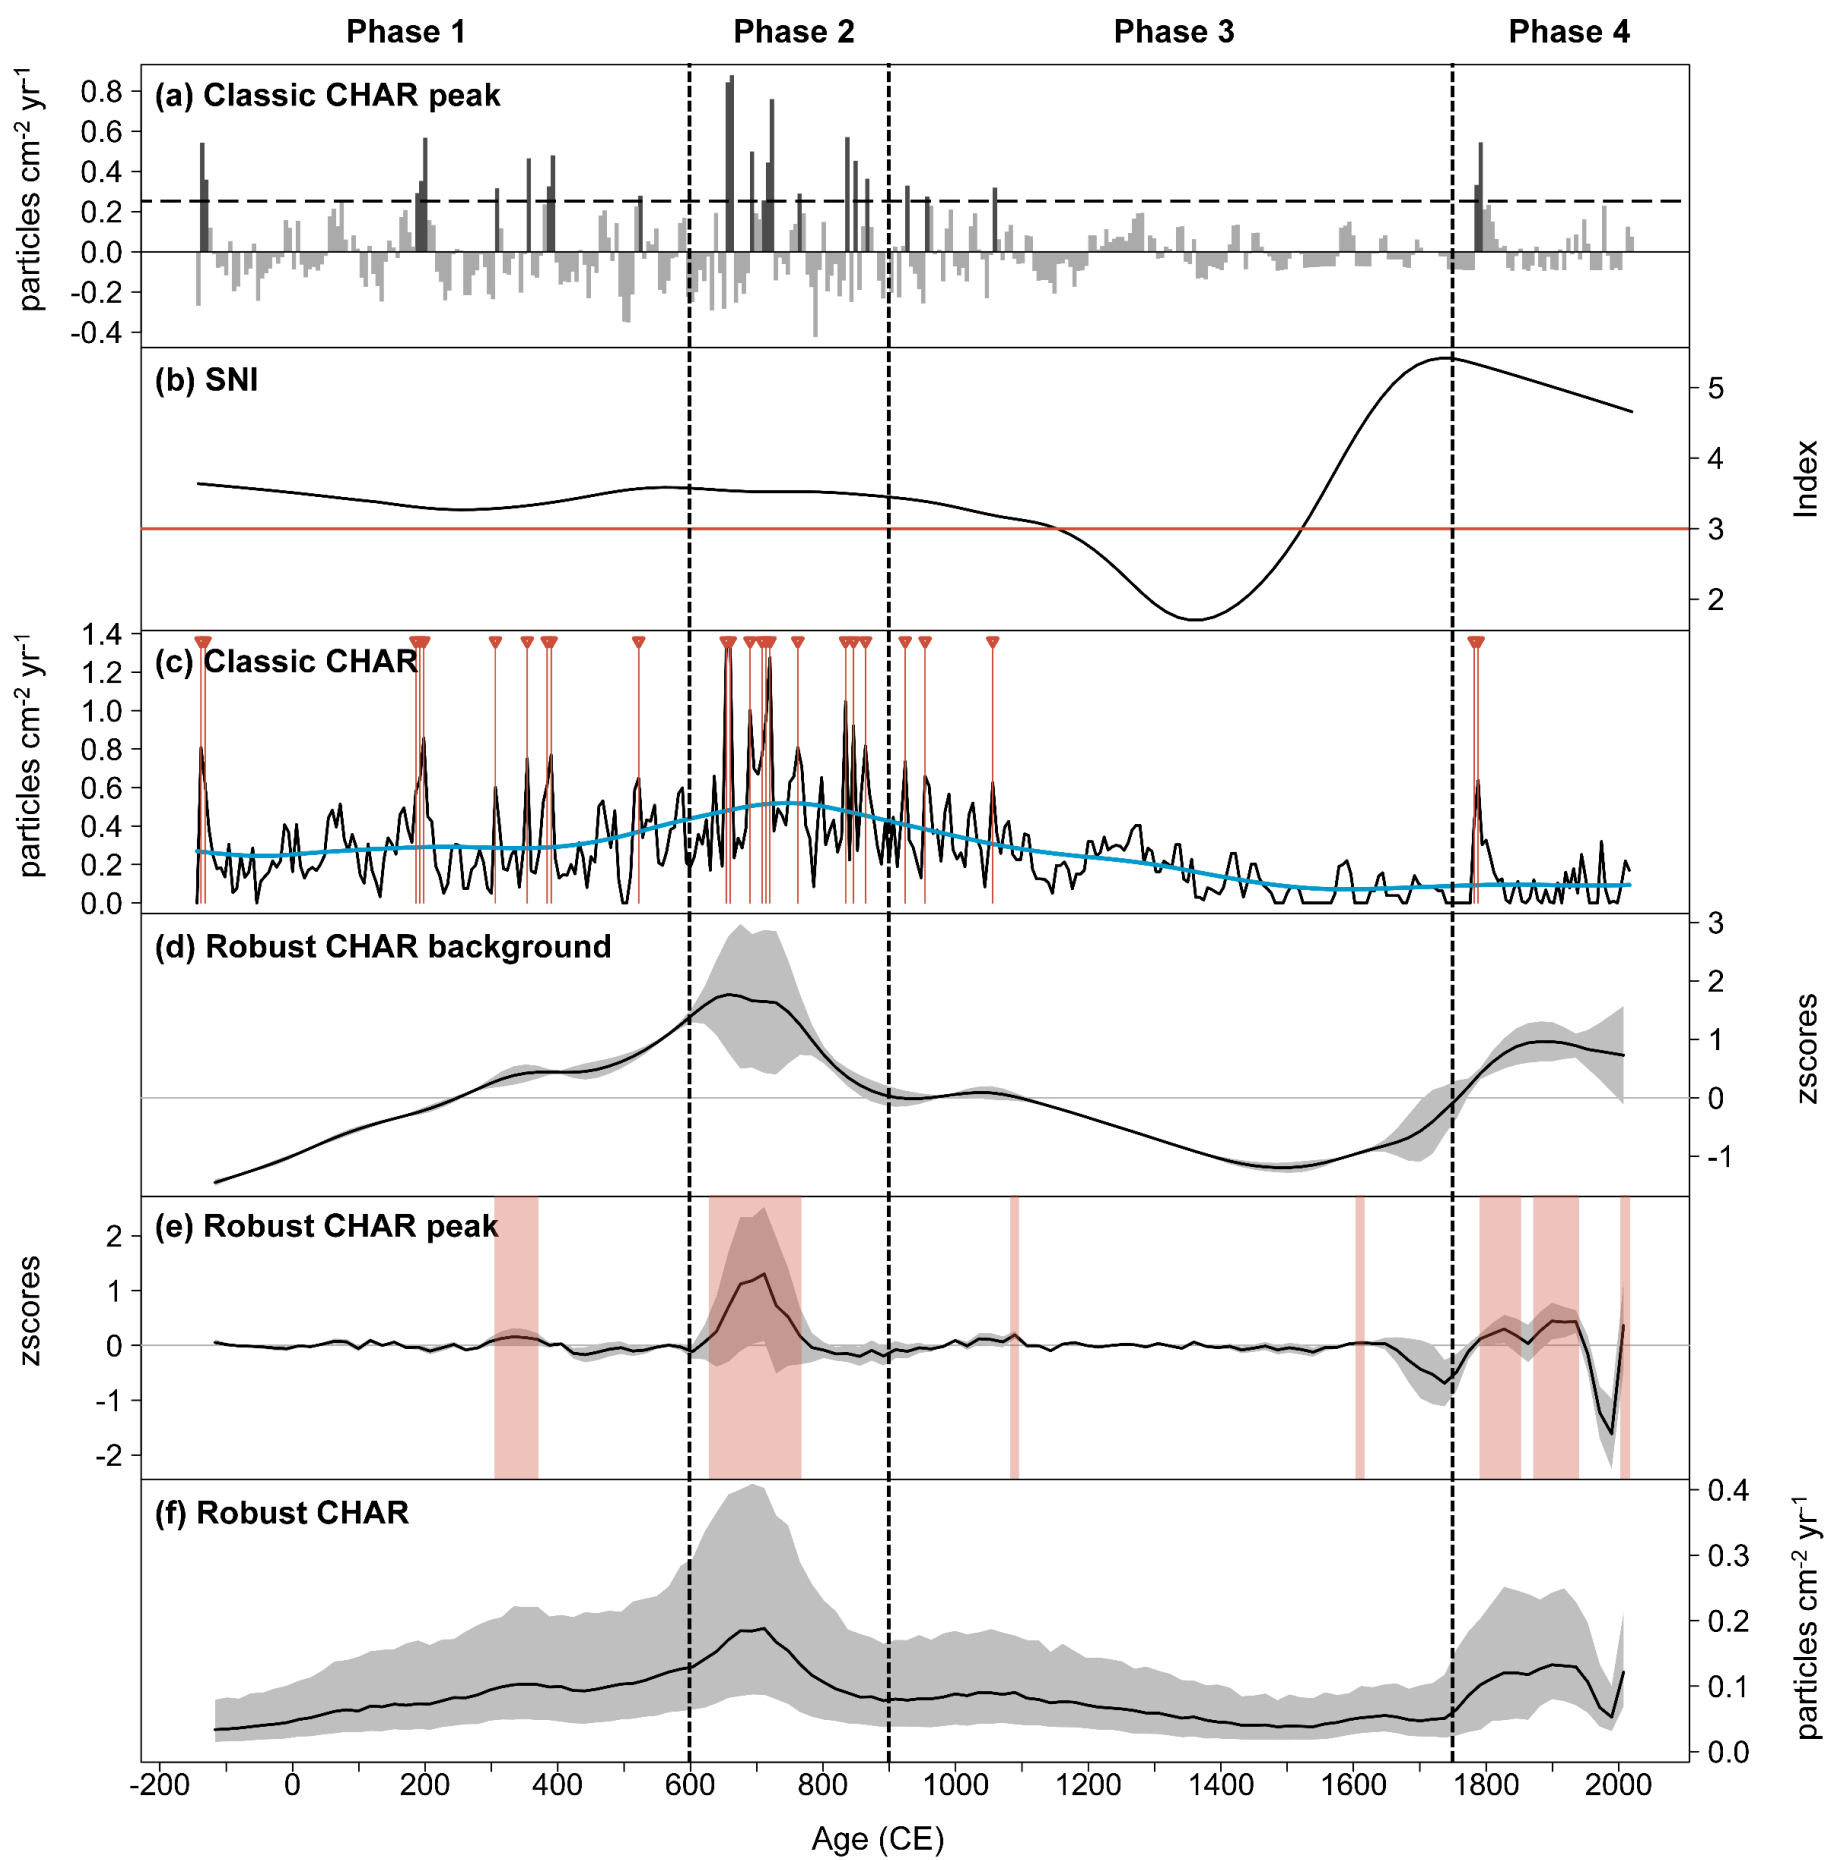 Phase 1 Phase 2 Phase 3 Phase 4
(a) Classic CHAR peak
particles cm-2 yr-1
0.8
0.6
0.4
0.2
0.0
-0.2
-0.4
(b) SNI
Index
5
4
3
2
(c) Classic CHAR
particles cm-2 yr-1
1.4
1.2
1.0
0.8
0.6
0.4
0.2
0.0
(d) Robust CHAR background
zscores
3
2
1
0
-1
(e) Robust CHAR peak
zscores
2
1
0
-1
-2
(f) Robust CHAR
particles cm-2 yr-1
0.4
0.3
0.2
0.1
0.0
-200 0 200 400 600 800 1000 1200 1400 1600 1800 2000
Age (CE)